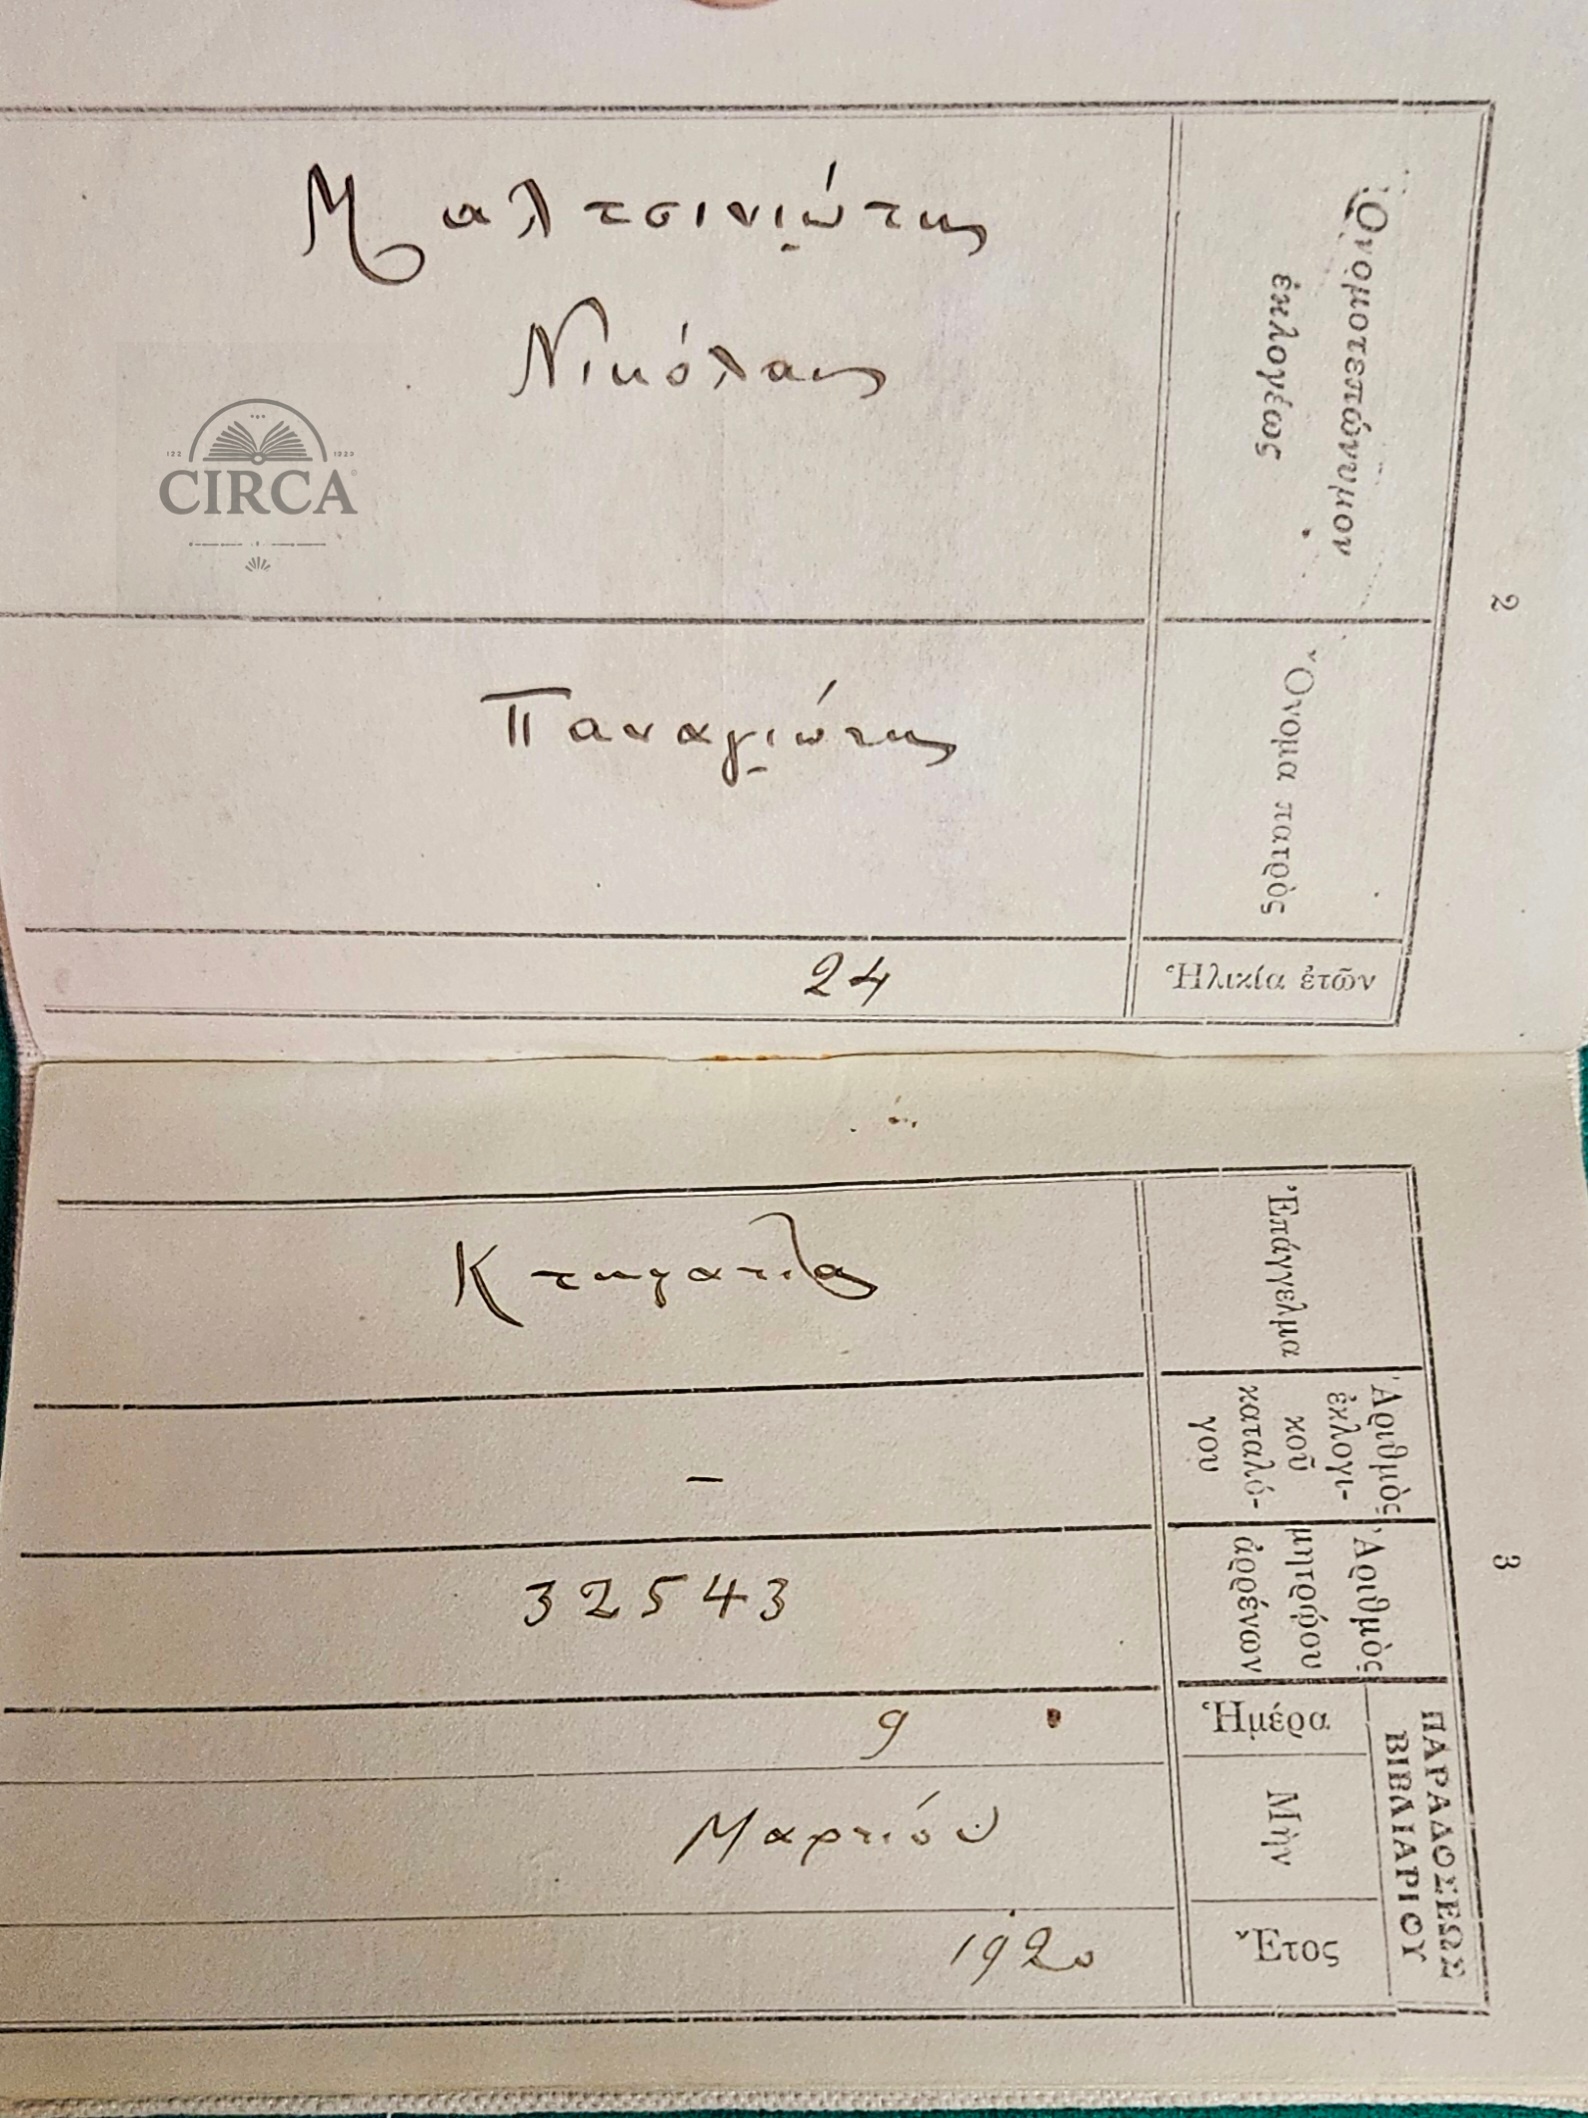 2
Ὀνοματεπώνυμον
ἐκλογέως
Μαλτσινιώτης
Νικόλαος
Ὄνομα πατρὸς
Παναγιώτης
Ἡλικία ἐτῶν
24
CIRCA
3
Ἐπάγγελμα
Κτηματίας
Ἀριθμὸς
ἐκλογι-
κοῦ
καταλό-
γου
–
Ἀριθμὸς
μητρῴου
ἀρρένων
32543
ΠΑΡΑΔΟΣΕΩΣ
ΒΙΒΛΙΑΡΙΟΥ
Ἡμέρα
9
Μὴν
Μαρτίου
Ἔτος
1920